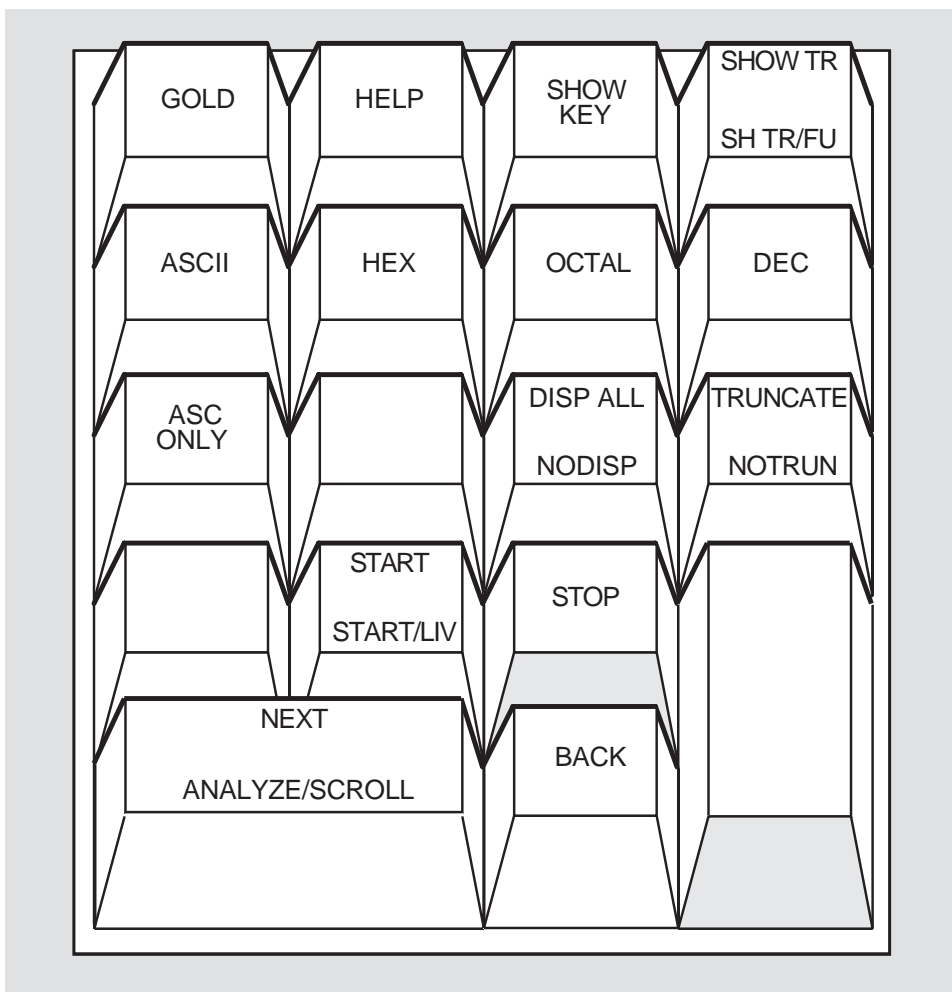 GOLD
HELP
SHOW
KEY
SHOW TR
SH TR/FU
ASCII
HEX
OCTAL
DEC
ASC
ONLY
DISP ALL
NODISP
TRUNCATE
NOTRUN
START
START/LIV
STOP
NEXT
ANALYZE/SCROLL
BACK